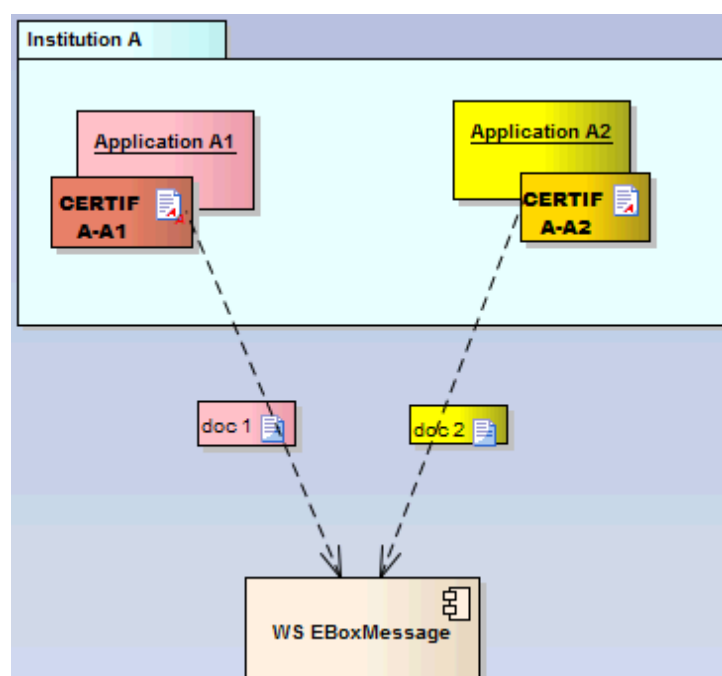 Institution A
Application A1
Application A2
CERTIF
A-A1
CERTIF
A-A2
doc 1
doc 2
WS EBoxMessage